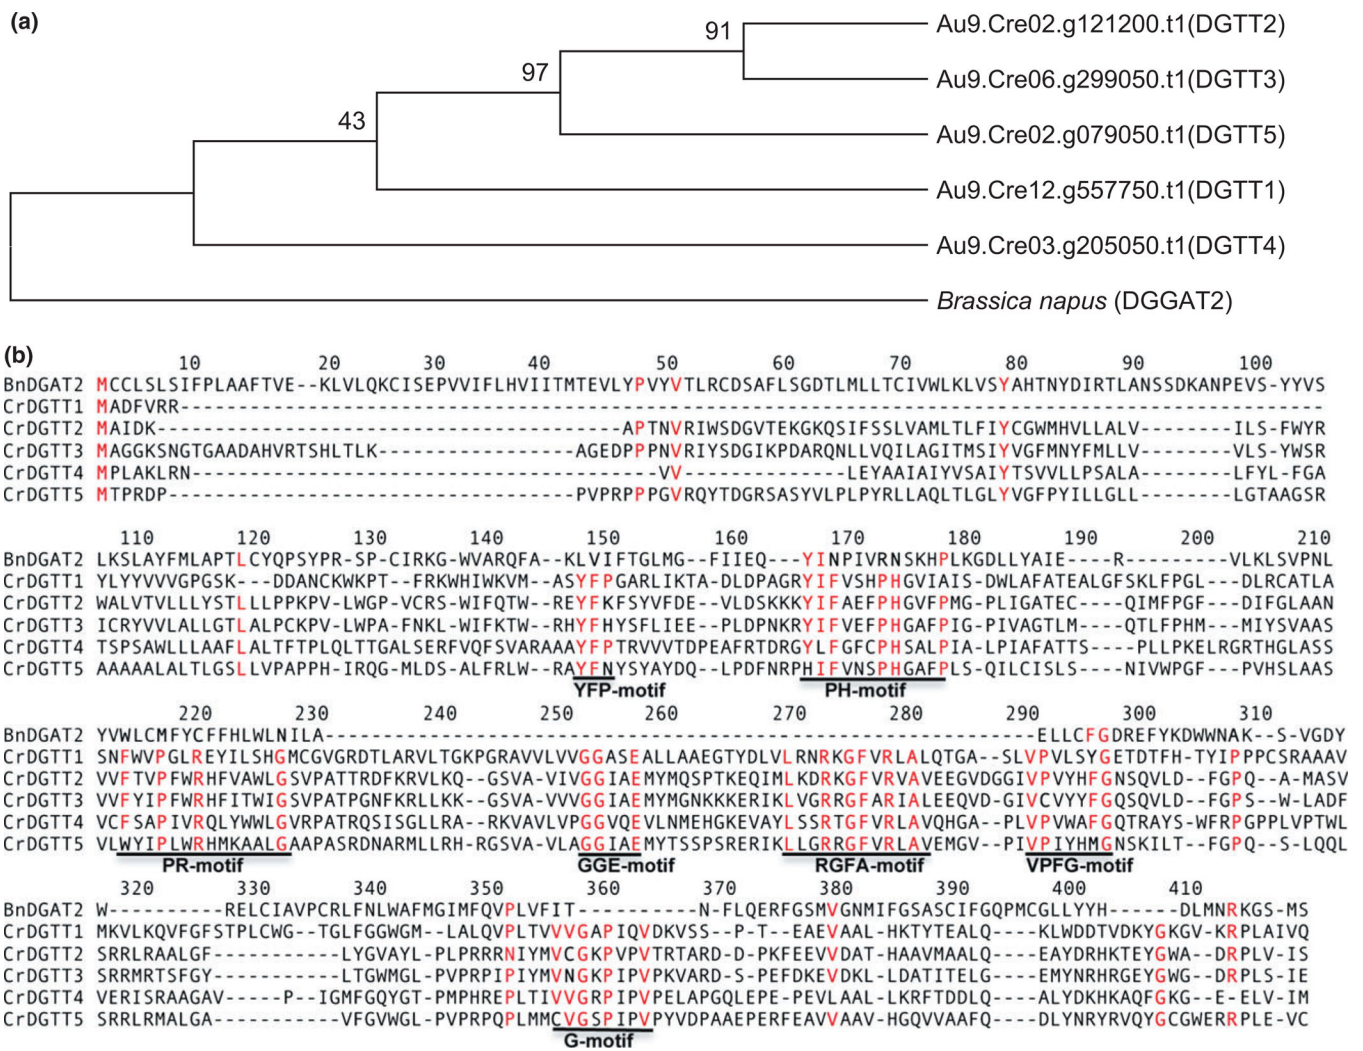 (a)
91
97
43
Au9.Cre02.g121200.t1(DGTT2)
Au9.Cre06.g299050.t1(DGTT3)
Au9.Cre02.g079050.t1(DGTT5)
Au9.Cre12.g557750.t1(DGTT1)
Au9.Cre03.g205050.t1(DGTT4)
Brassica napus (DGGAT2)
(b)
10 20 30 40 50 60 70 80 90 100
BnDGAT2 MCCLSLSIFPLAAFTVE--KLVLQKCISEPVVIFLHVIITMTEVLYPVYVTLRCDSAFLSGDTLMLLTCIVWLKLVSYAHTNYDIRTLANSSDKANPEVS-YYVS
CrDGTT1 MADFVRR--------------------------------------------------------------------------------------------------
CrDGTT2 MAIDK----------------------------------------APTNVRIWSDGVTEKGKQSIFSSLVAMLTLFIYCGWMHVLLALV--------ILS-FWYR
CrDGTT3 MAGGKSNGTGAADAHVRTSHLTLK-----------------AGEDPPPNVRIYSDGIKPDARQNLLVQILAGITMSIYVGFMNYFMLLV--------VLS-YWSR
CrDGTT4 MPLAKLRN----------------------------------------VV---------------LEYAAIAIYVSAIYTSVVLLPSALA-------LFYL-FGA
CrDGTT5 MTPRDP-----------------------------------PVPRPPPGVRQYTDGRSASYVLPLPYRLLAQLTLGLYVGFPYILLGLL--------LGTAAGSR
110 120 130 140 150 160 170 180 190 200 210
BnDGAT2 LKSLAYFMLAPTLCYQPSYPR-SP-CIRKG-WVARQFA--KLVIFTGLMG--FIIEQ---YINPIVRNSKHPLKGDLLYAIE---R---------VLKLSVPNL
CrDGTT1 YLYYVVVGPGSK---DDANCKWKPT--FRKWHIWKVM--ASYFPGARLIKTA-DLDPAGRYIFVSHPHGVIAIS-DWLAFATEALGFSKLFPGL---DLRCATLA
CrDGTT2 WALVTVLLLYSTLLLPPKPV-LWGP-VCRS-WIFQTW--REYFKFSYVFDE--VLDSKKKYIFAEFPHGVFPMG-PLIGATEC----QIMFPGF---DIFGLAAN
CrDGTT3 ICRYVVLALLGTLALPCKPV-LWPA-FNKL-WIFKTW--RHYFHYSFLIEE--PLDPNKRYIFVEFPHGAFPIG-PIVAGTLM----QTLFPHM---MIYSVAAS
CrDGTT4 TSPSAWLLLAAFLALTFTPLQLTTGALSERFVQFSVARAAAYFPTRVVVTDPEAFRTDRGYLFGFCPHSALPIA-LPIAFATTS-----PLLPKELRGRTHGLASS
CrDGTT5 AAAAALALTLGSLLVPAPPH-IRQG-MLDS-ALFRLW--RAYFNYSYAYDQ--LPDFNRPHIFVNSPHGAFPLS-QILCISLS-----NIVWPGF----PVHSLAAS
YFP-motif PH-motif
220 230 240 250 260 270 280 290 300 310
BnDGAT2 YVWLCMFYCFFHLWLNILA---------------------------------------------------------------ELLCFGDREFYKDWWNAK---S-VGDY
CrDGTT1 SNFWVPGLREYILSHGMCGVGRDTLARVLTGKPGRAVVLVVGGASEALLAAEGTYDLVLRNRKGFVRLALQTGA--SLVPVLSYGETDTFH-TYIPPPCSRAAAV
CrDGTT2 VVFTVPFWRHFVAWLGSVPATTRDFKRVLKQ--GSVA-VIVGGIAEMYMQSPTKEQIMLKDRKGFVRVAVEEGVDGGIVPVYHFGNSQVLD--FGPQ--A-MASV
CrDGTT3 VVFYIPFWRHFITWIGSVPATPGNFKRLLKK--GSVA-VVVGGIAEMYMGNKKKERIKLVGRRGFARIALEEQVD-GIVCVYYFGQSQVLD--FGPS--W-LADF
CrDGTT4 VCFSAPIVRQLYWWLGVRPATRQSISGLLRA--RKVAVLVPGGVQEVLNMEHGKEVAYLSSRTGFVRLAVQHGA--PLVPVWAFGQTRAYS-WFRPGPPLVPTWL
CrDGTT5 VLWYIPLWRHMKAALGAAPASRDNARMLLRH-RGSVA-VLAGGIAEMYTSSPSRERIKLLGRRGFVRLAVEMGV--PIVPIYHMGNSKILT--FGPQ--S-LQQL
PR-motif GGE-motif RGFA-motif VPFG-motif
320 330 340 350 360 370 380 390 400 410
BnDGAT2 W----------RELCIAVPCRLFNLWAFMGIMFQVPLVFIT----------N-FLQERFGSMVGNMIFGSASCIFGQPMCGLLYYH------DLMNRKGS-MS
CrDGTT1 MKVLKQVFGFSTPLCWG--TGLFGGWGM--LALQVPLTVVVGAPIQVDKVSS--P-T--EAEVAAL-HKTYTEALQ----KLWDDTVDKYGKGV-KRPLAIVQ
CrDGTT2 SRRLRAALGF-----------LYGVAYL-PLPRRRNIYMVCGKPVPVTRTARD-D-PKFEEVVDAT-HAAVMAALQ----EAYDRHKTEYGWA--DRPLS-FE
CrDGTT3 SRRMRTSFGY-----------LTGWMGL-PVPRPIPIYMVNGKPIPVPKVARD-S-PEFDKEVDKL-LDATITELG----EMYNRHRGEYGWG--DRPLS-IE
CrDGTT4 VERISRAAGAV-----P--IGMFGQYGT-PMPHREPLTIVVGRPIPVPELAPGQLEPE-PEVLAAL-LKRFTDDLQ----ALYDKHKAQFGKG--E-ELV-IM
CrDGTT5 SRRLRMALGA-----------VFGVWGL-PVPRPQPLMMCVGSPIPVPYVDPAAEPERFEAVVAAV-HGQVVAAFQ----DLYNRYRVQYGCGWERRPLE-VC
G-motif